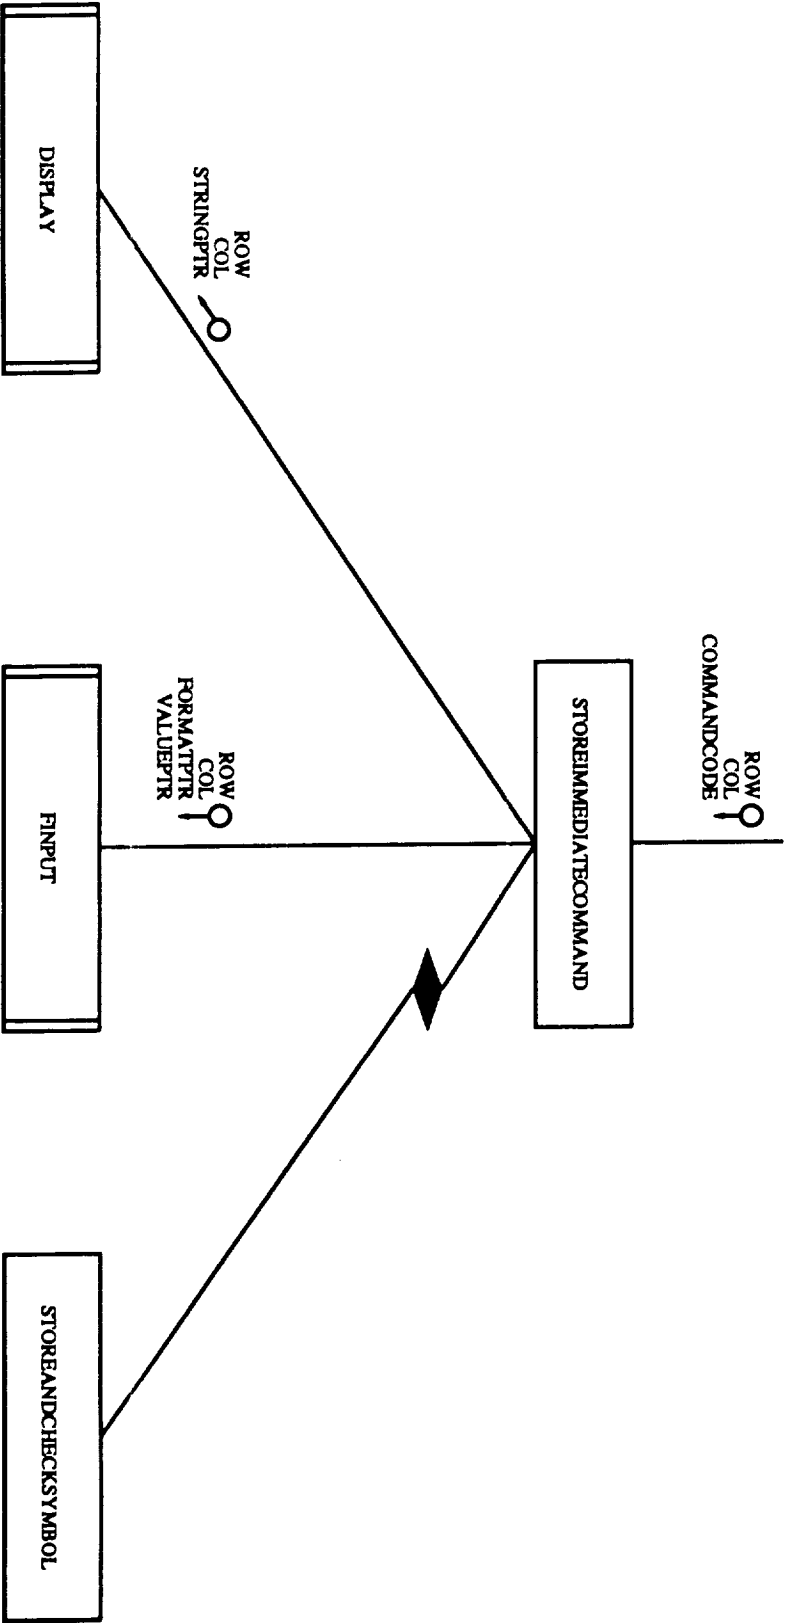 ROW
COL
COMMANDCODE
STOREIMMEDIATECOMMAND
ROW
COL
STRINGPTR
ROW
COL
FORMATPTR
VALUEPTR
DISPLAY
FINPUT
STOREANDCHECKSYMBOL